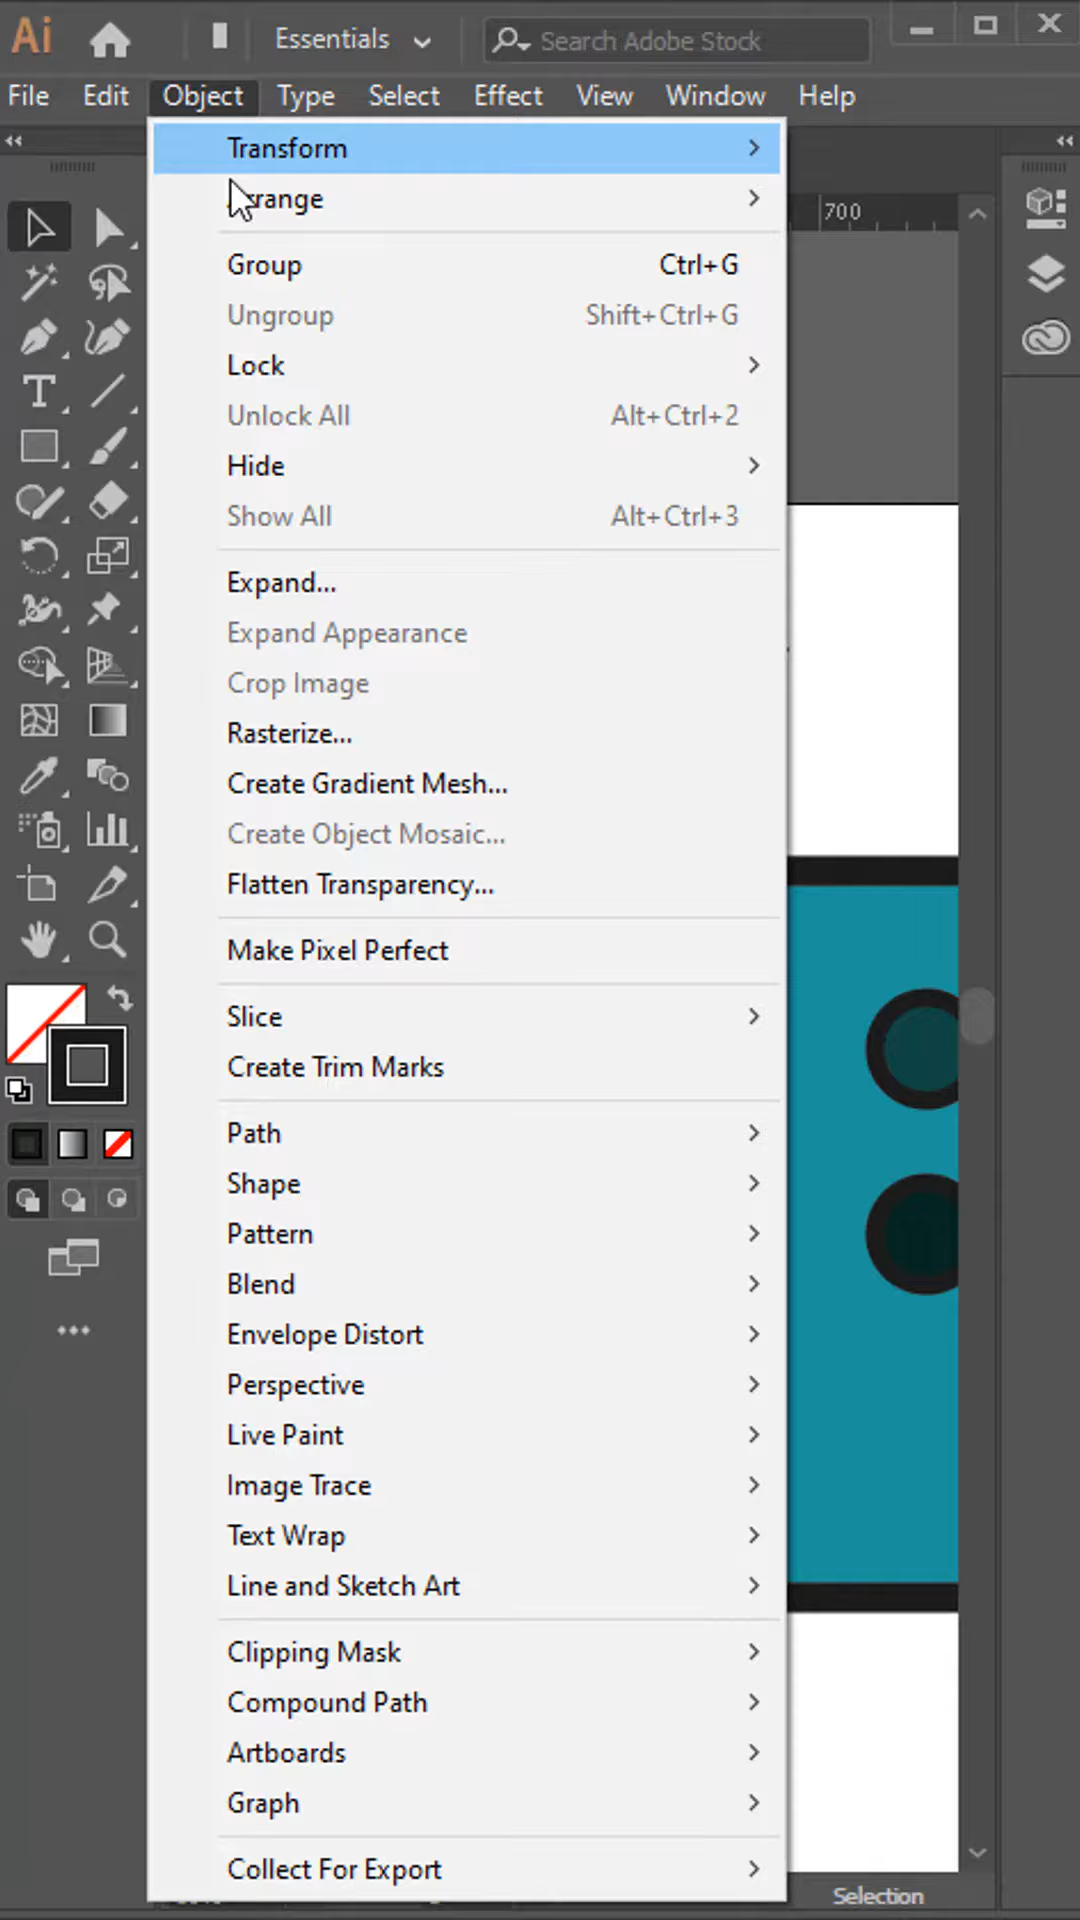 Ai Essentials Search Adobe Stock
File Edit Object Type Select Effect View Window Help
Transform
rrange
700
Group Ctrl+G
Ungroup Shift+Ctrl+G
Lock
Unlock All Alt+Ctrl+2
Hide
Show All Alt+Ctrl+3
Expand...
Expand Appearance
Crop Image
Rasterize...
Create Gradient Mesh...
Create Object Mosaic...
Flatten Transparency...
Make Pixel Perfect
Slice
Create Trim Marks
Path
Shape
Pattern
Blend
Envelope Distort
Perspective
Live Paint
Image Trace
Text Wrap
Line and Sketch Art
Clipping Mask
Compound Path
Artboards
Graph
Collect For Export
Selection